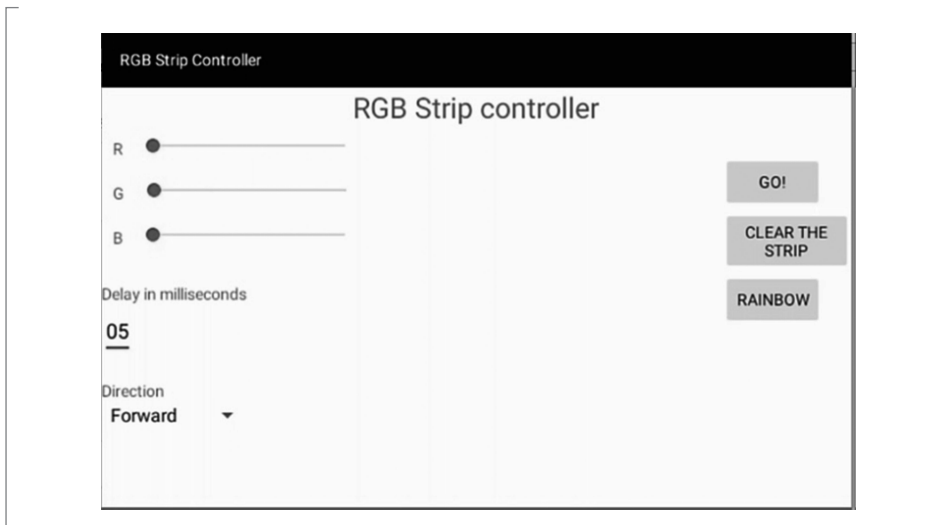 RGB Strip Controller
RGB Strip controller
R
G
B
GO!
CLEAR THE
STRIP
RAINBOW
Delay in milliseconds
05
Direction
Forward